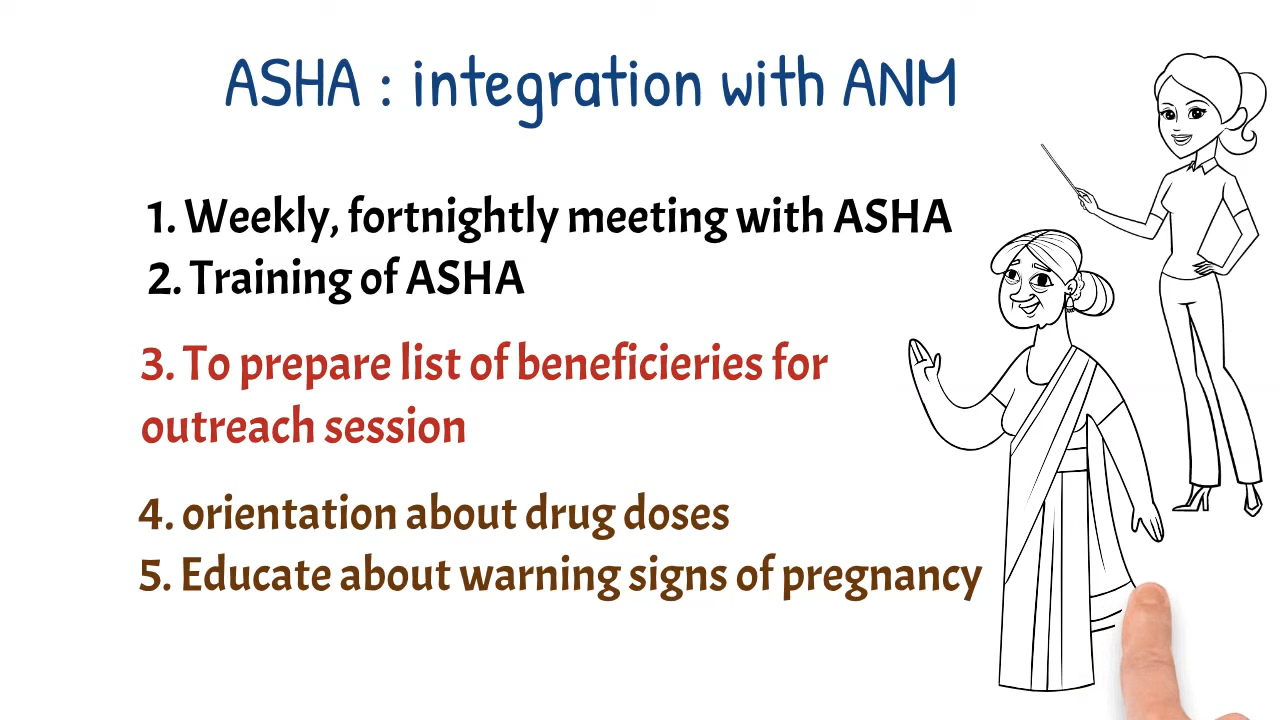 ASHA : integration with ANM
1. Weekly, fortnightly meeting with ASHA
2. Training of ASHA
3. To prepare list of beneficieries for
outreach session
4. orientation about drug doses
5. Educate about warning signs of pregnancy